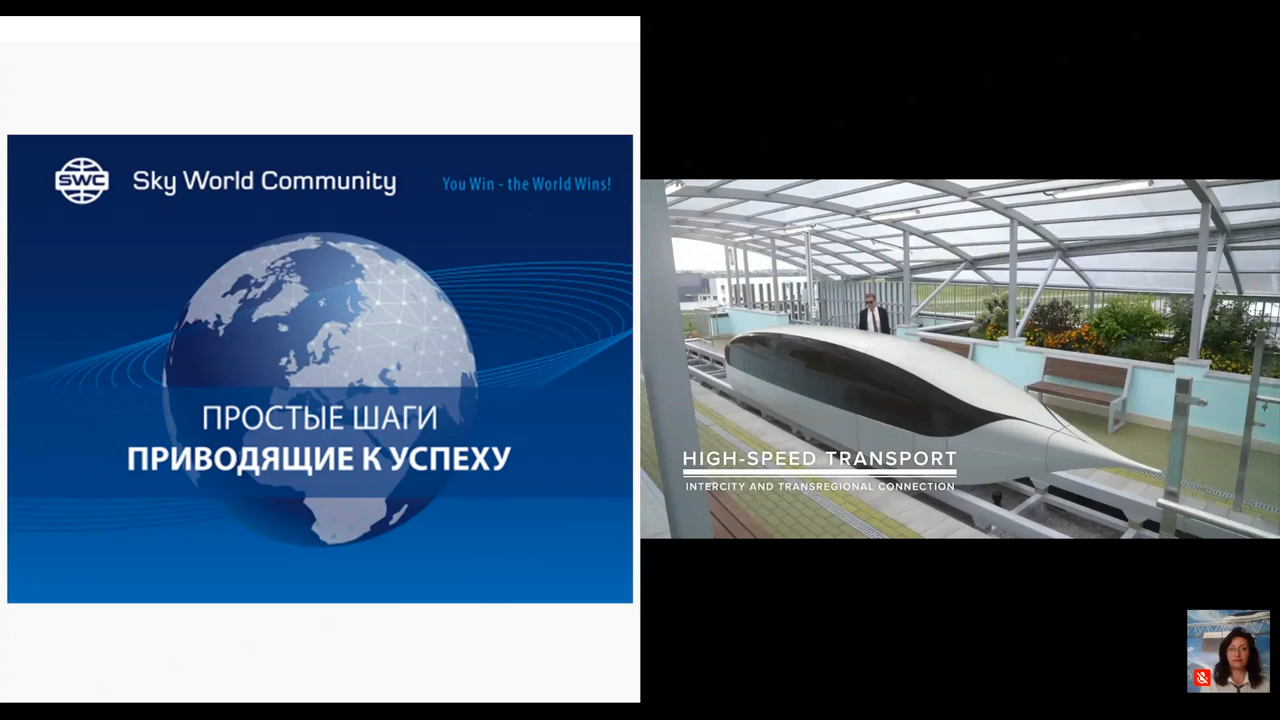 SWC
Sky World Community
You Win - the World Wins!
ПРОСТЫЕ ШАГИ
ПРИВОДЯЩИЕ К УСПЕХУ
HIGH-SPEED TRANSPORT
INTERCITY AND TRANSREGIONAL CONNECTION